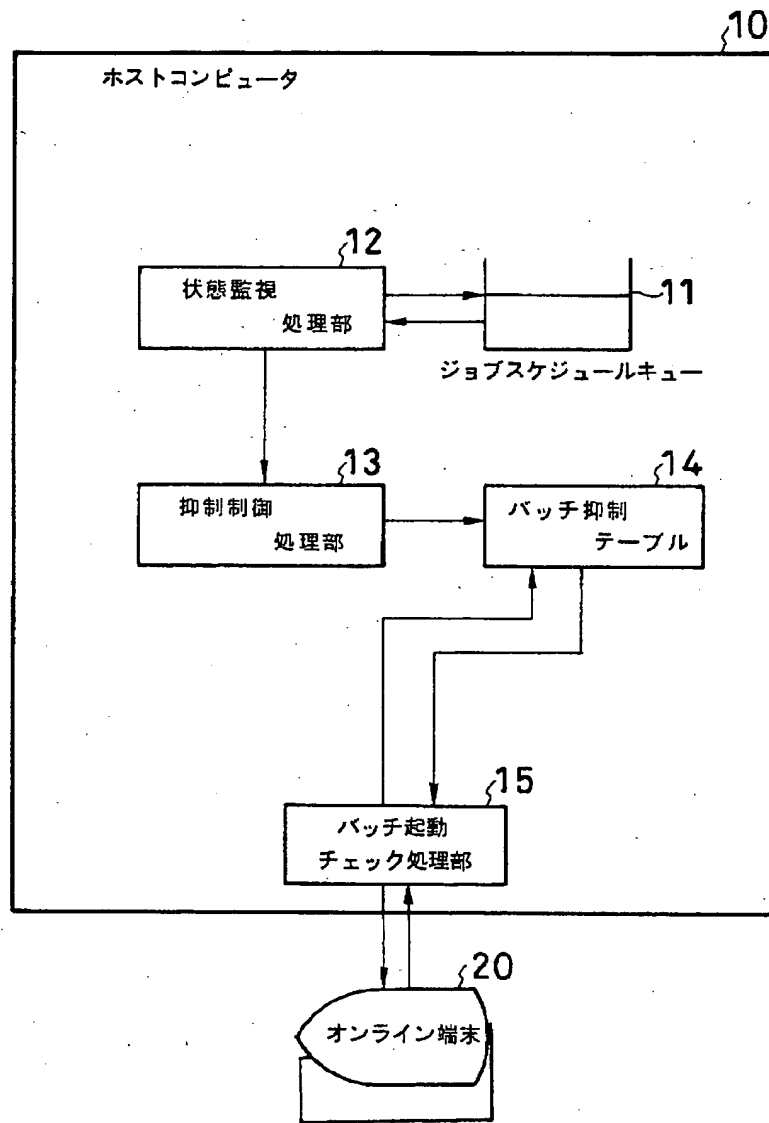 10
ホストコンピュータ
12
状態監視
処理部
11
ジョブスケジュールキュー
13
抑制制御
処理部
14
バッチ抑制
テーブル
15
バッチ起動
チェック処理部
20
オンライン端末